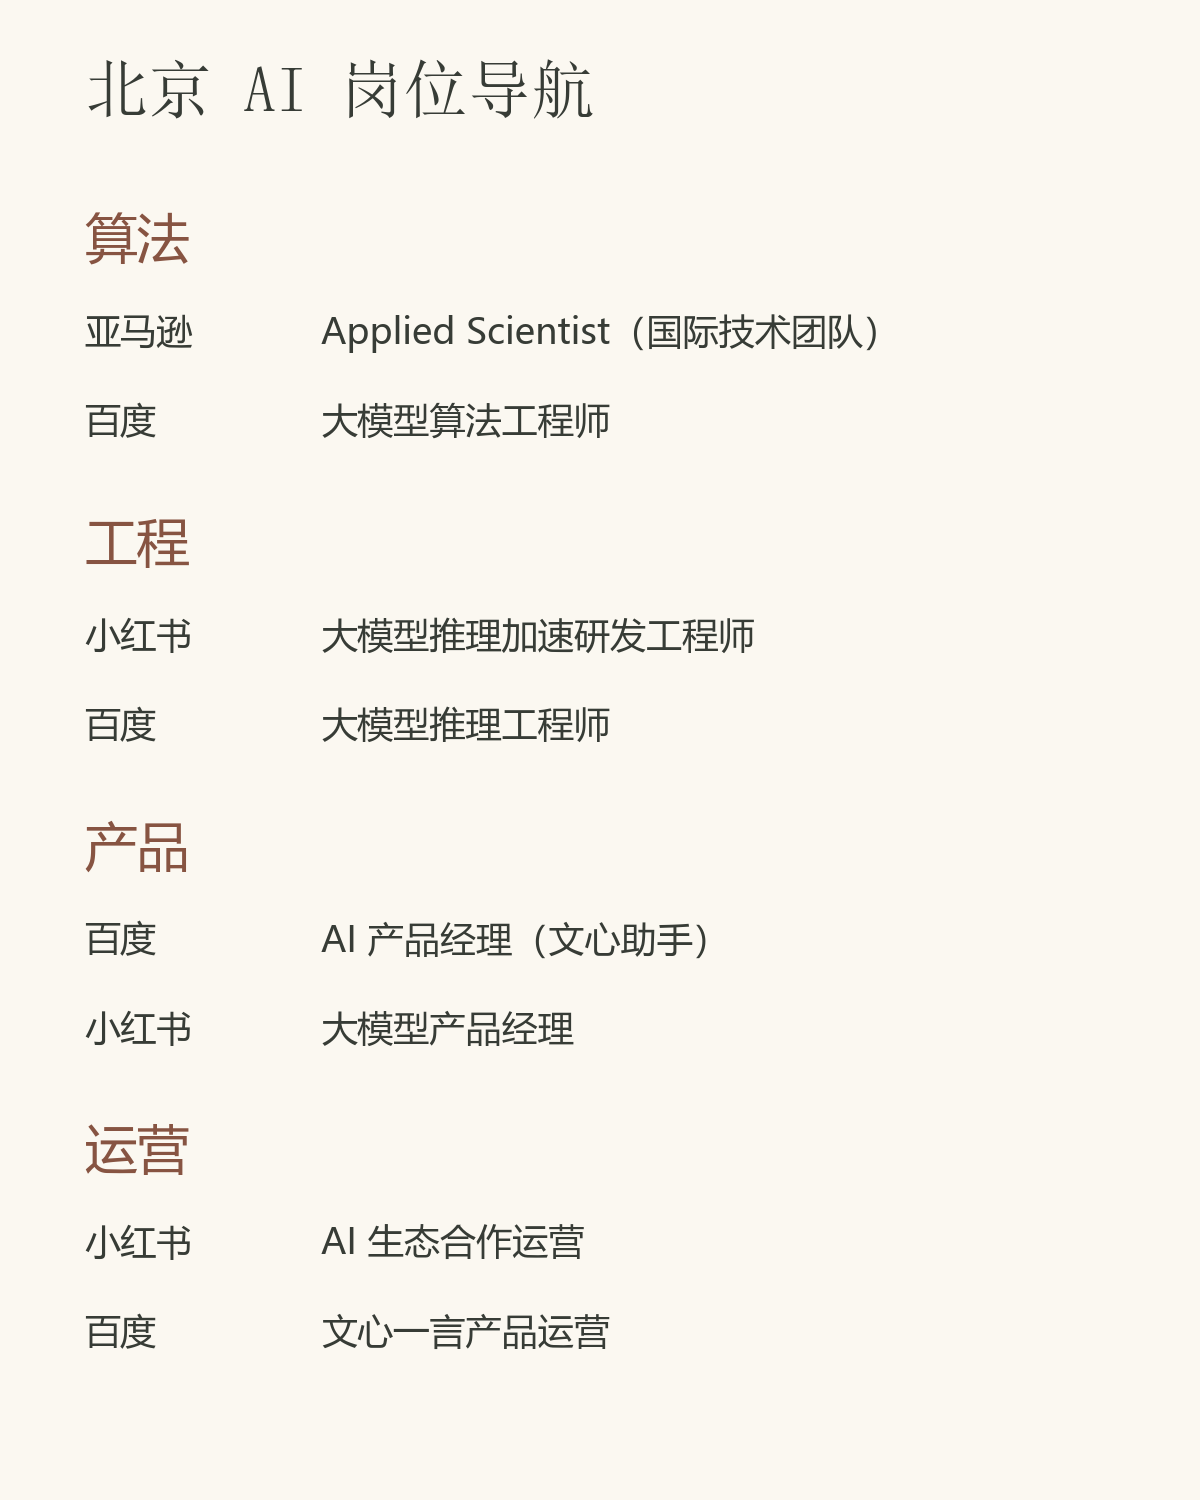 北京 AI 岗位导航
算法
亚马逊 Applied Scientist（国际技术团队）
百度 大模型算法工程师
工程
小红书 大模型推理加速研发工程师
百度 大模型推理工程师
产品
百度 AI 产品经理（文心助手）
小红书 大模型产品经理
运营
小红书 AI 生态合作运营
百度 文心一言产品运营